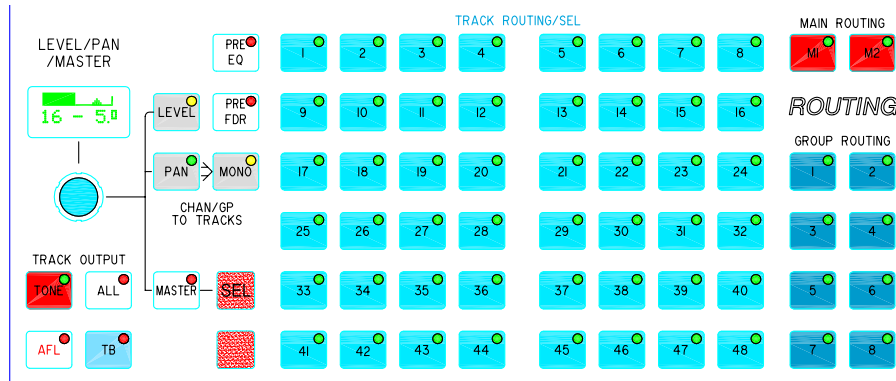 TRACK ROUTING/SEL
MAIN ROUTING
LEVEL/PAN
/MASTER
PRE
EQ
1 2 3 4 5 6 7 8
M1 M2
16 - 5.0
LEVEL
PRE
FDR
9 10 11 12 13 14 15 16
ROUTING
GROUP ROUTING
PAN MONO
17 18 19 20 21 22 23 24
1 2
CHAN/GP
TO TRACKS
25 26 27 28 29 30 31 32
3 4
TRACK OUTPUT
TONE ALL MASTER SEL
33 34 35 36 37 38 39 40
5 6
AFL TB
41 42 43 44 45 46 47 48
7 8